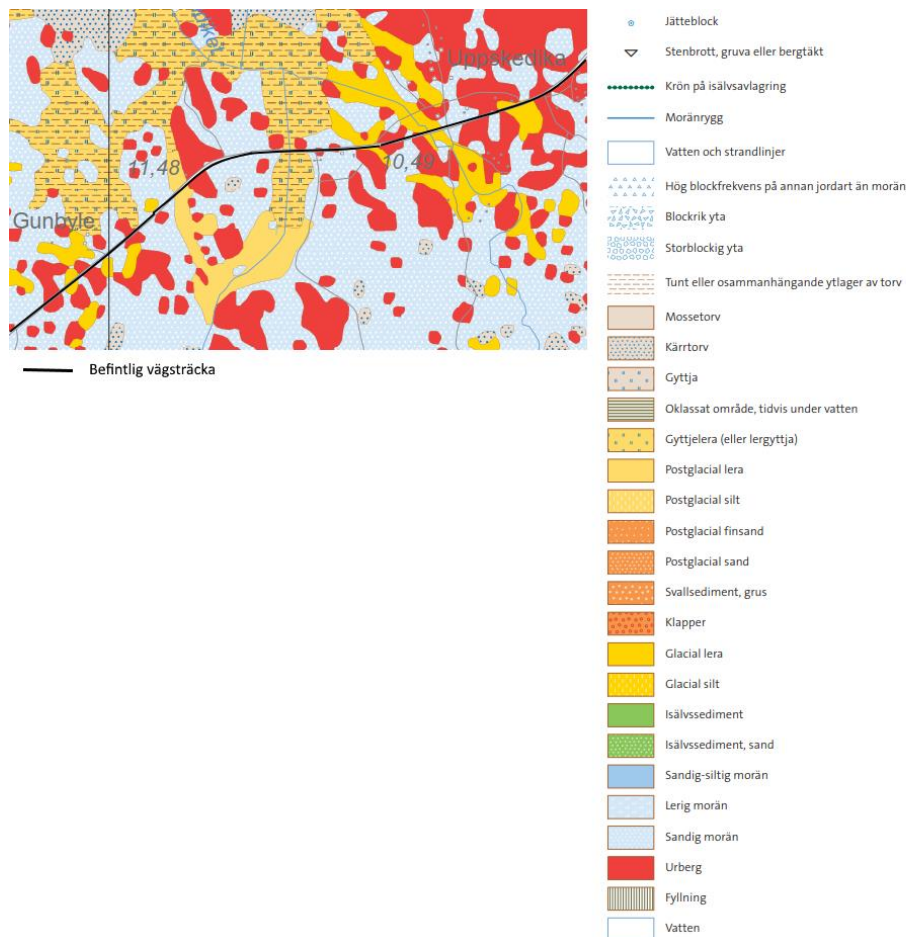 Uppskedika
11,48
10,49
Gunbyle
Befintlig vägsträcka
Jätteblock
Stenbrott, gruva eller bergtäkt
Krön på isälvsavlagring
Moränrygg
Vatten och strandlinjer
Hög blockfrekvens på annan jordart än morän
Blockrik yta
Storblockig yta
Tunt eller osammanhängande ytlager av torv
Mossetorv
Kärrtorv
Gyttja
Oklassat område, tidvis under vatten
Gyttjelera (eller lergyttja)
Postglacial lera
Postglacial silt
Postglacial finsand
Postglacial sand
Svallsediment, grus
Klapper
Glacial lera
Glacial silt
Isälvssediment
Isälvssediment, sand
Sandig-siltig morän
Lerig morän
Sandig morän
Urberg
Fyllning
Vatten